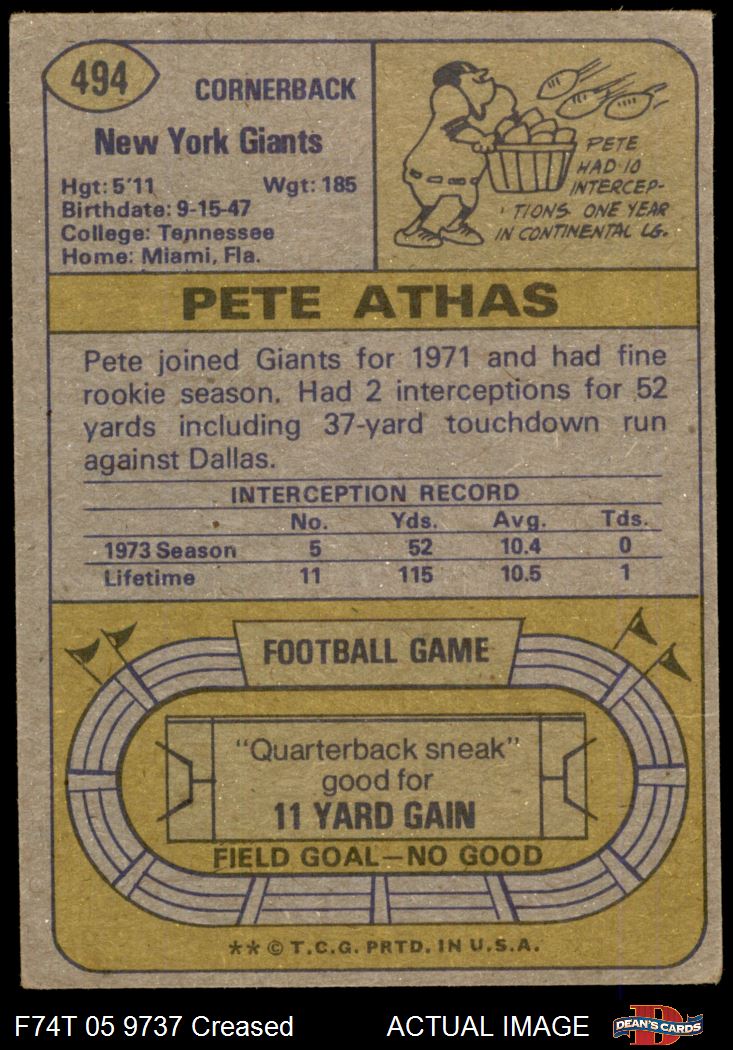 494
CORNERBACK
New York Giants
Hgt: 5'11 Wgt: 185
Birthdate: 9-15-47
College: Tennessee
Home: Miami, Fla.
PETE
HAD 10
INTERCEP-
TIONS ONE YEAR
IN CONTINENTAL LG.
PETE ATHAS
Pete joined Giants for 1971 and had fine
rookie season. Had 2 interceptions for 52
yards including 37-yard touchdown run
against Dallas.
INTERCEPTION RECORD
No. Yds. Avg. Tds.
1973 Season 5 52 10.4 0
Lifetime 11 115 10.5 1
FOOTBALL GAME
"Quarterback sneak"
good for
11 YARD GAIN
FIELD GOAL—NO GOOD
** © T.C.G. PRTD. IN U.S.A.
F74T 05 9737 Creased ACTUAL IMAGE
DEAN'S CARDS